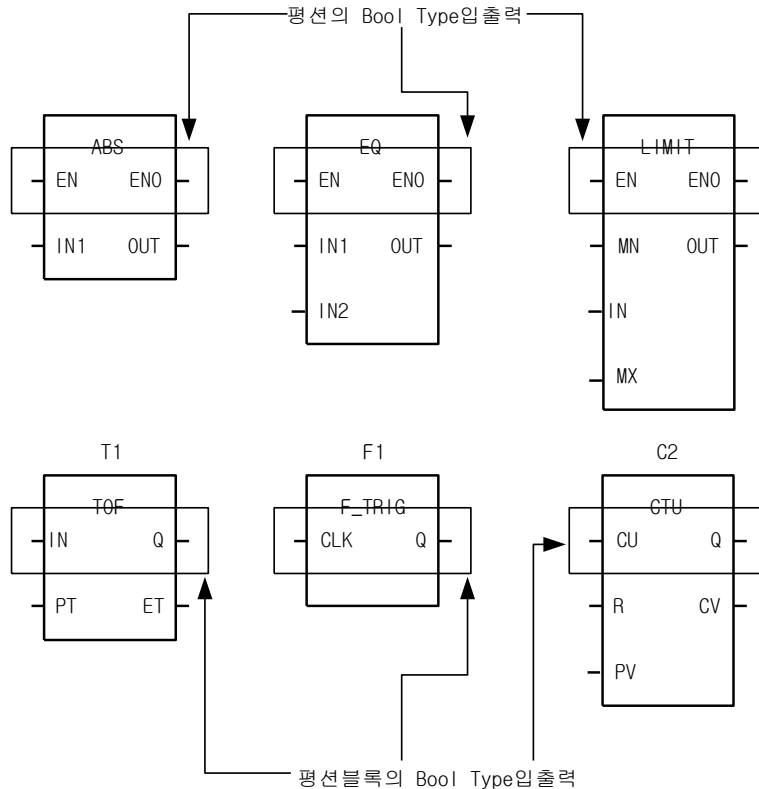 펑션의 Bool Type입출력
ABS
EN ENO
IN1 OUT
EQ
EN ENO
IN1 OUT
IN2
LIMIT
EN ENO
MN OUT
IN
MX
T1
TOF
IN Q
PT ET
F1
F_TRIG
CLK Q
C2
CTU
CU Q
R CV
PV
펑션블록의 Bool Type입출력